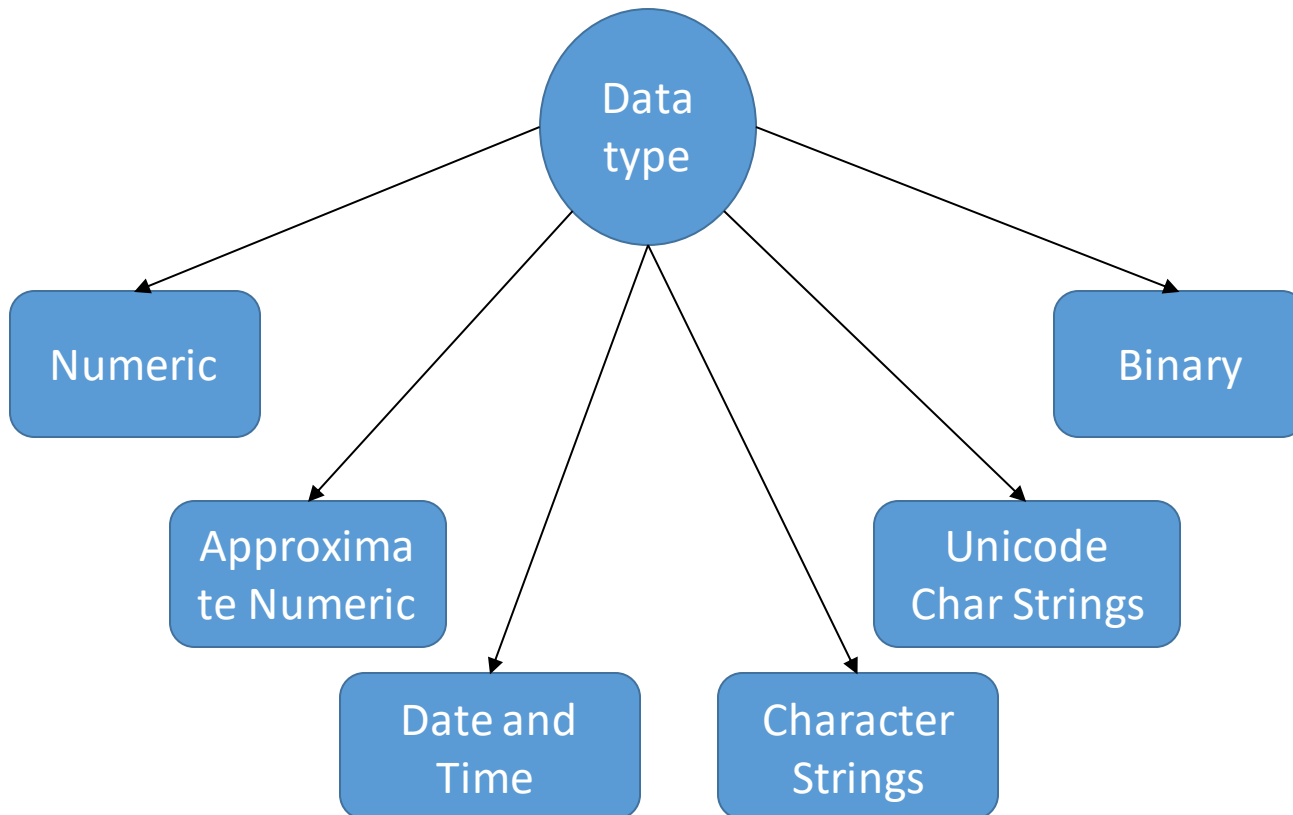 Data
type
Numeric
Binary
Approxima
te Numeric
Unicode
Char Strings
Date and
Time
Character
Strings